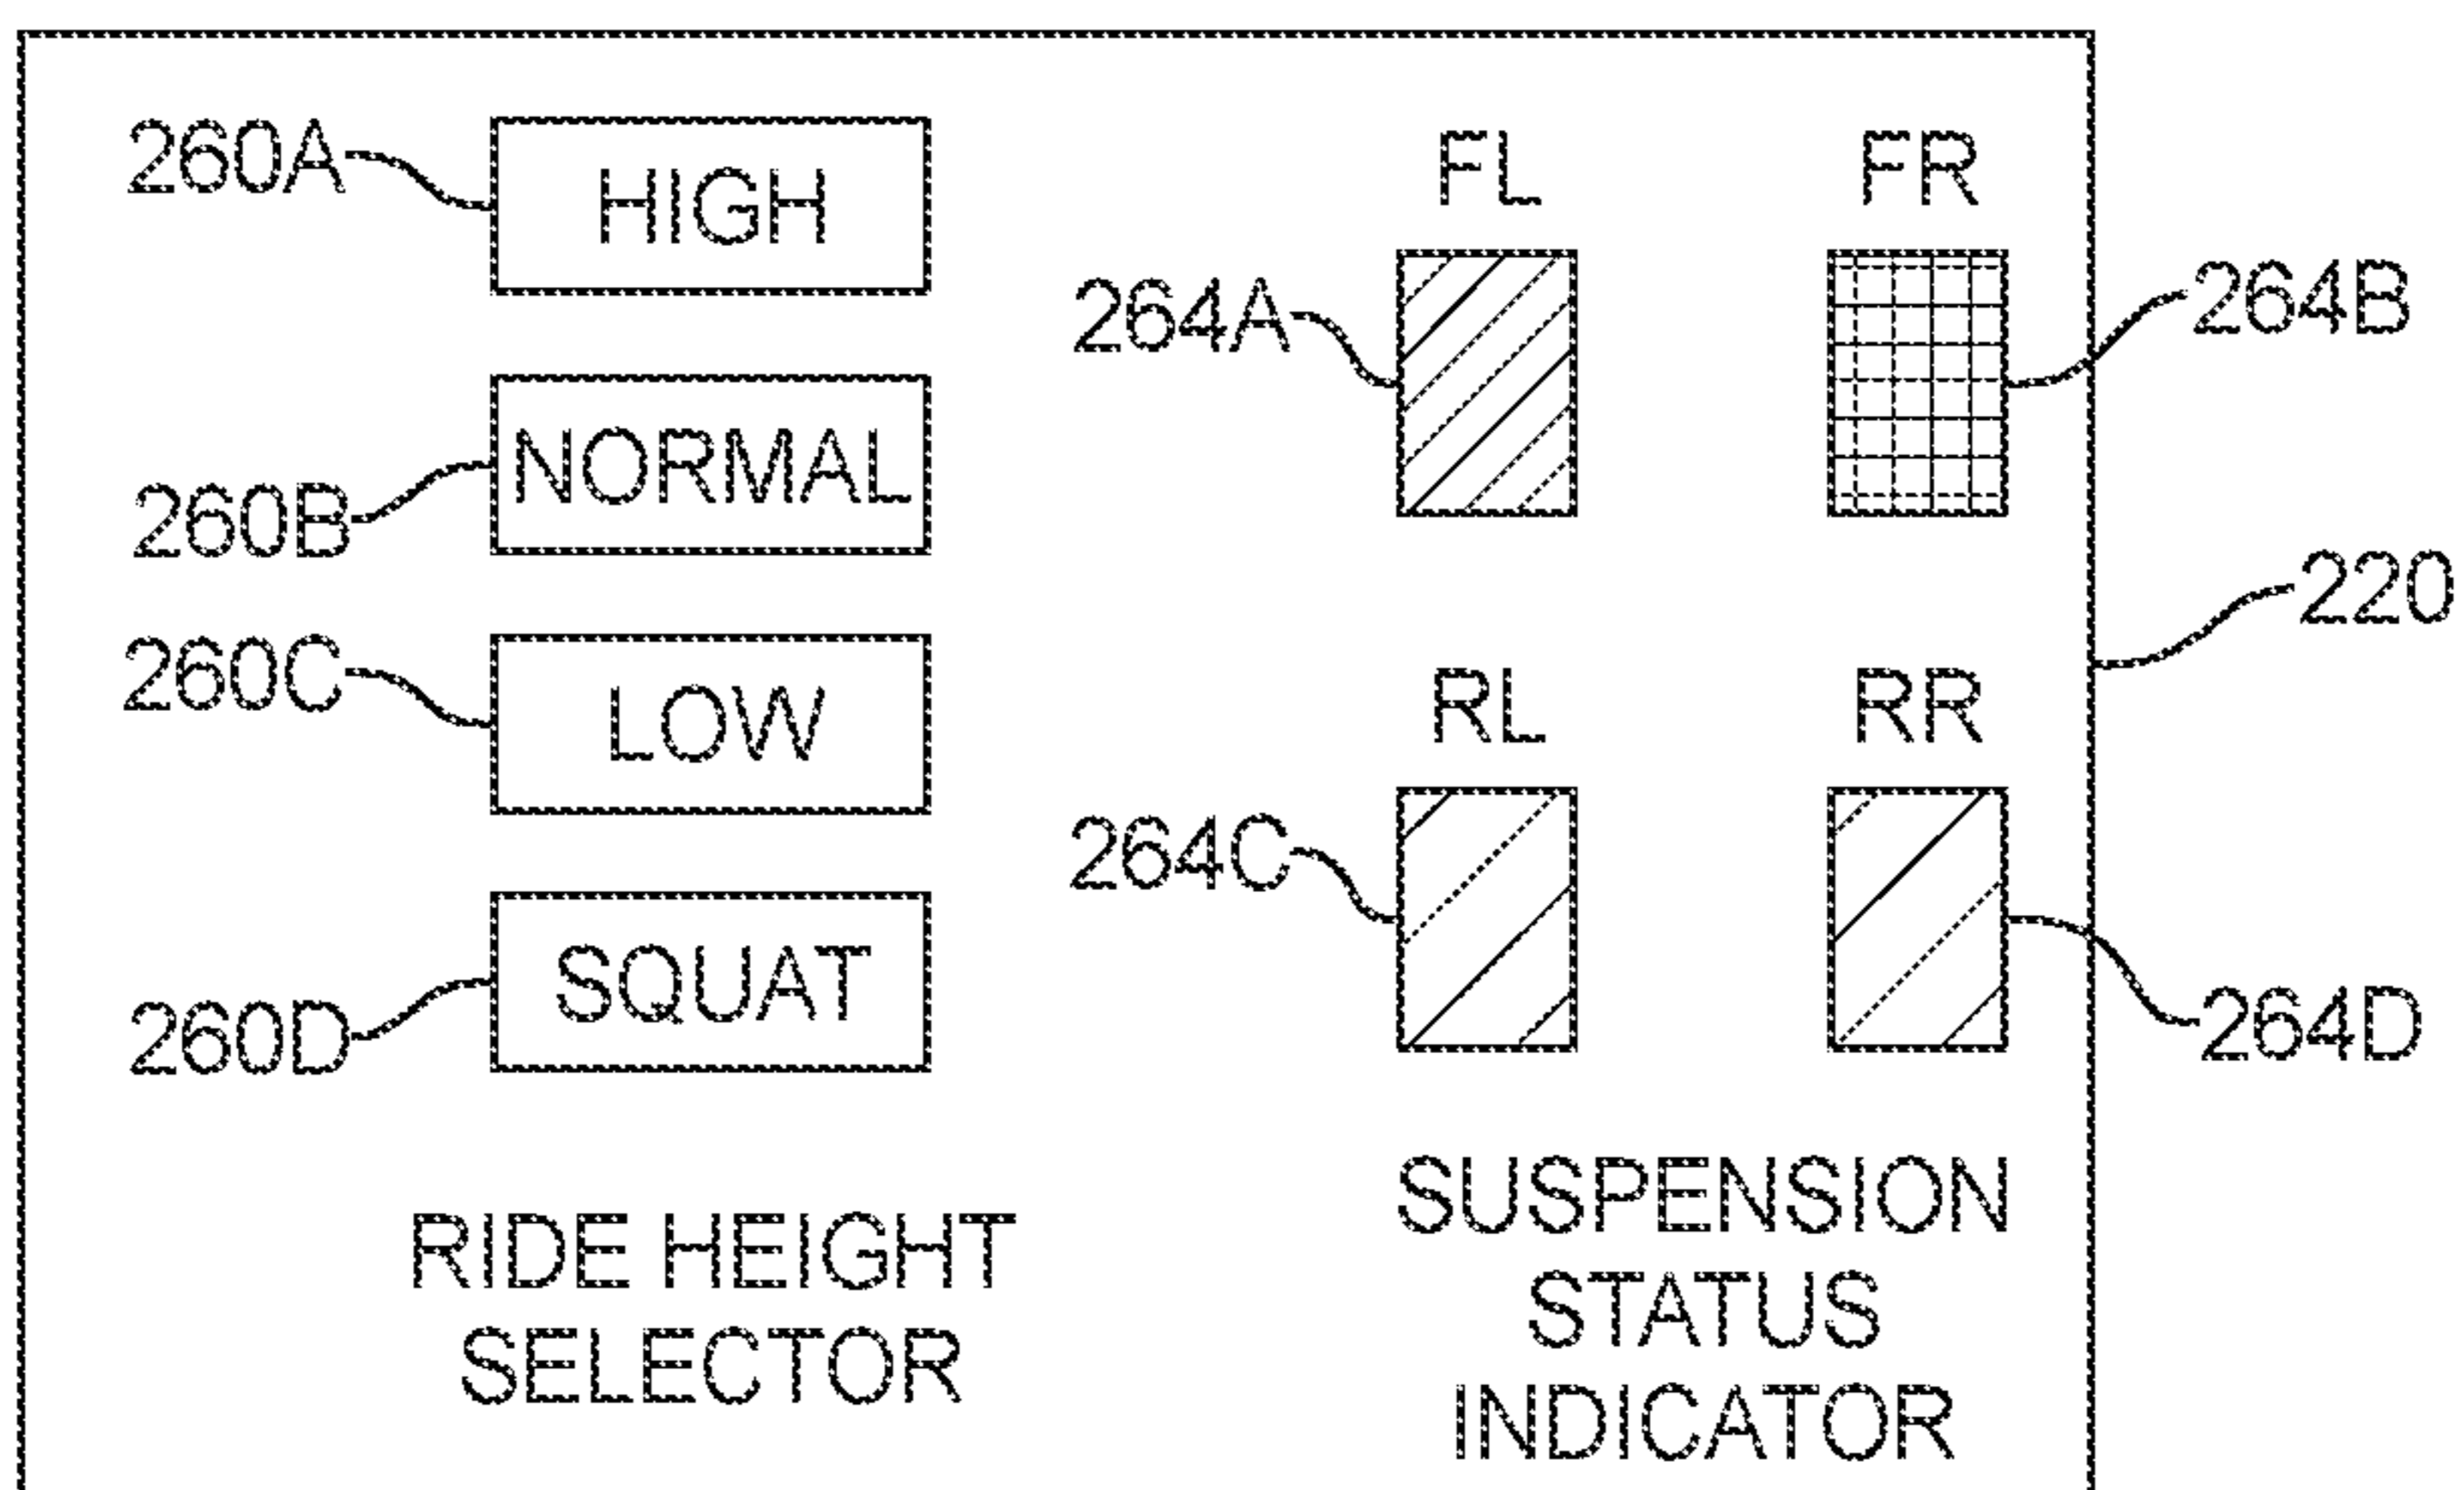 260A
HIGH
FL
FR
264A
264B
260B
NORMAL
220
260C
LOW
RL
RR
264C
260D
SQUAT
264D
RIDE HEIGHT
SELECTOR
SUSPENSION
STATUS
INDICATOR